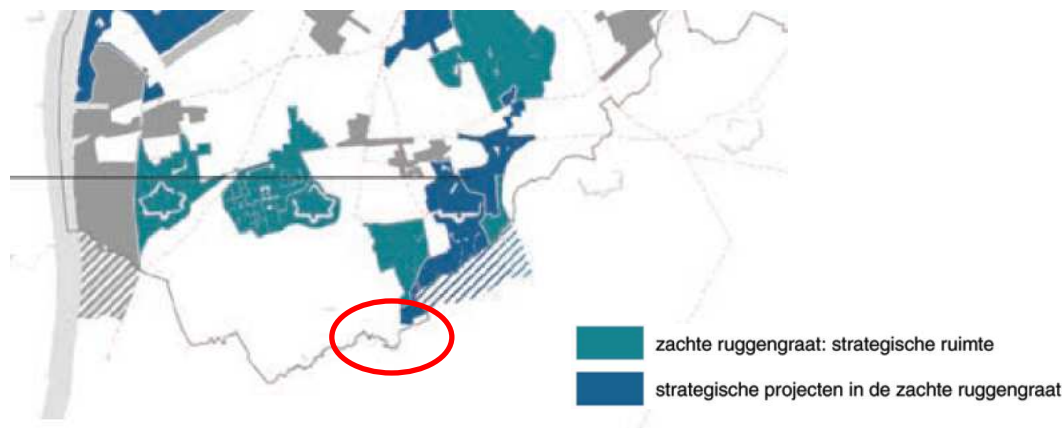 zachte ruggengraat: strategische ruimte
strategische projecten in de zachte ruggengraat